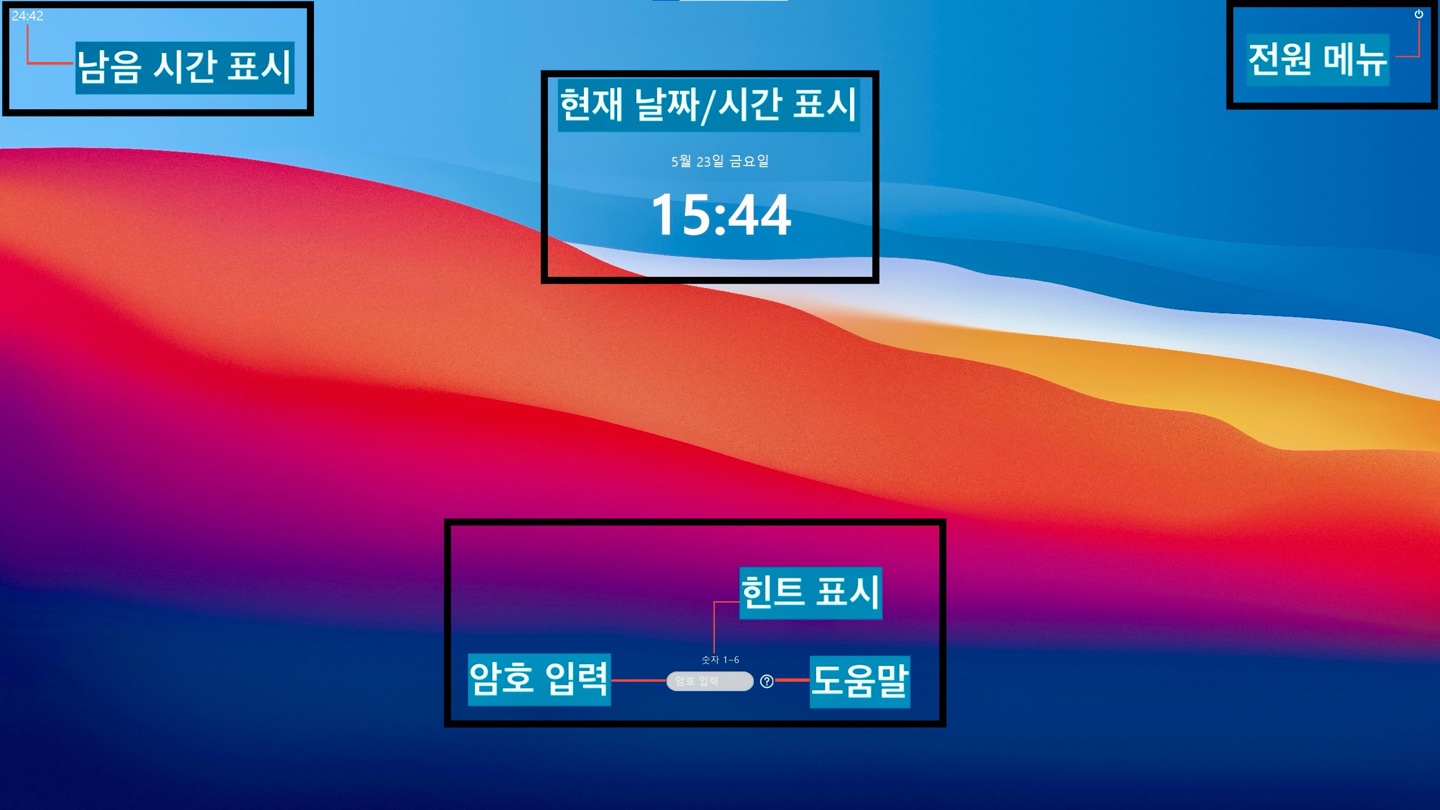 24:42
남음 시간 표시
전원 메뉴
현재 날짜/시간 표시
5월 23일 금요일
15:44
힌트 표시
숫자 1~6
암호 입력
암호 입력
?
도움말